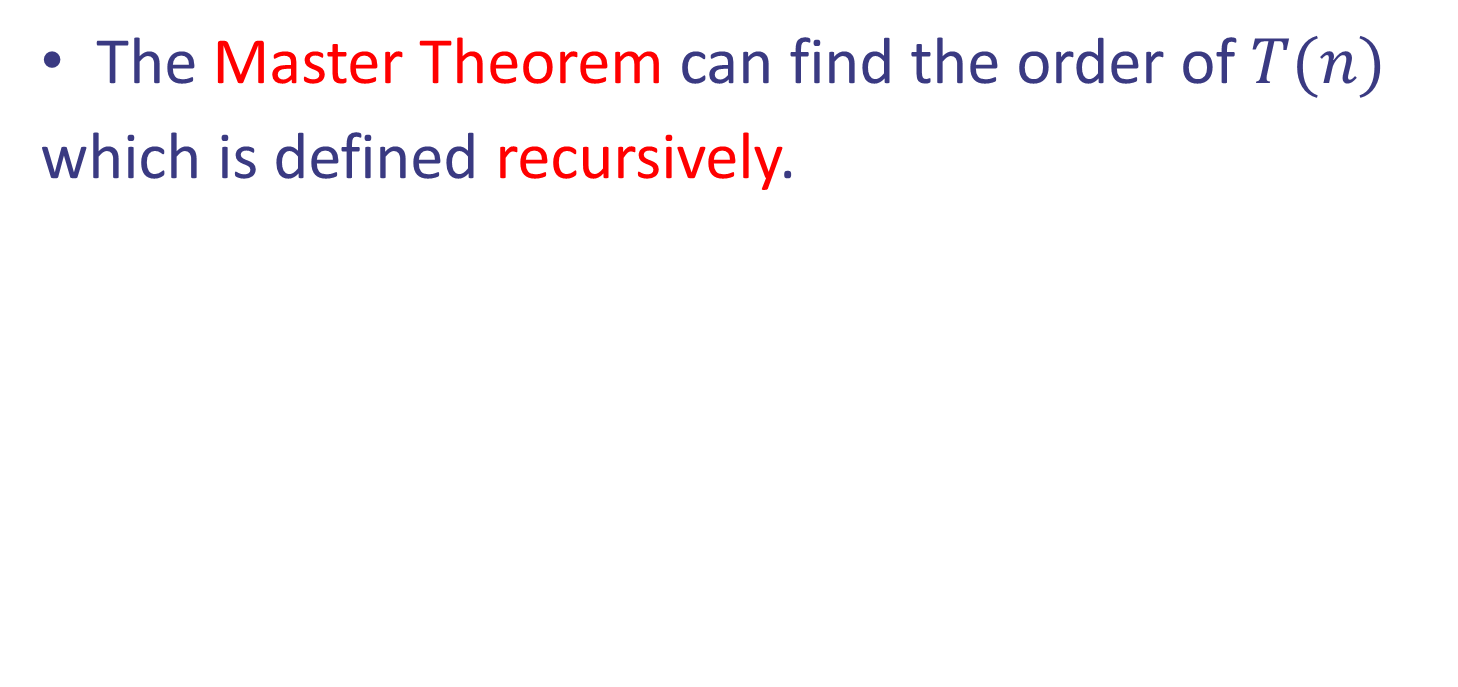 • The Master Theorem can find the order of T(n)
which is defined recursively.